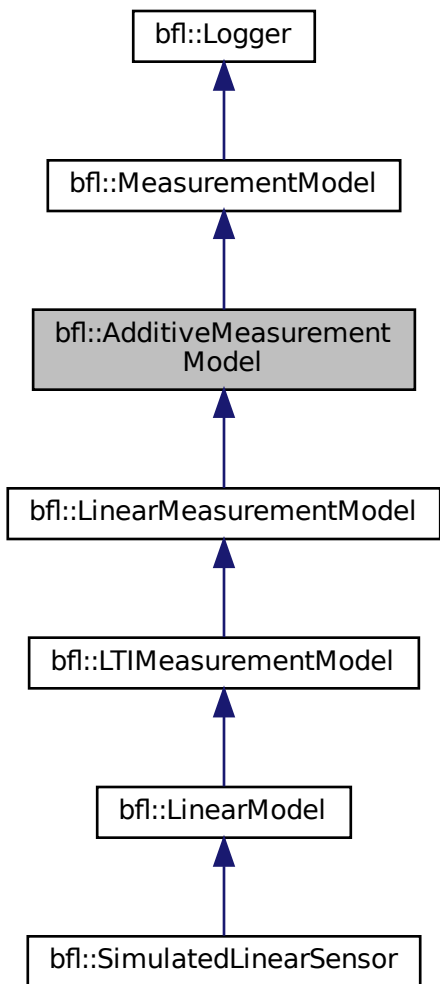 bfl::Logger
bfl::MeasurementModel
bfl::AdditiveMeasurement
Model
bfl::LinearMeasurementModel
bfl::LTIMeasurementModel
bfl::LinearModel
bfl::SimulatedLinearSensor